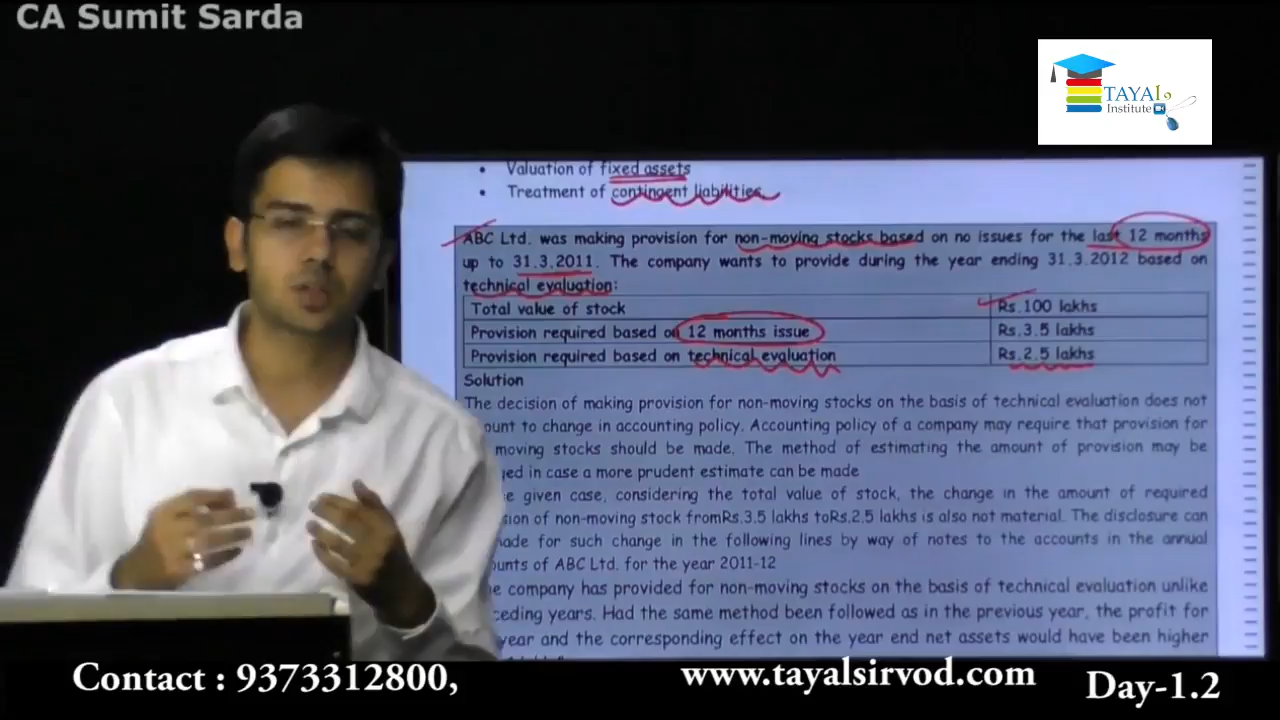 CA Sumit Sarda
TAYAls
Institute
• Valuation of fixed assets
• Treatment of contingent liabilities
ABC Ltd. was making provision for non-moving stocks based on no issues for the last 12 months
up to 31.3.2011. The company wants to provide during the year ending 31.3.2012 based on
technical evaluation:
Total value of stock Rs.100 lakhs
Provision required based on 12 months issue Rs.3.5 lakhs
Provision required based on technical evaluation Rs.2.5 lakhs
Solution
The decision of making provision for non-moving stocks on the basis of technical evaluation does not
ount to change in accounting policy. Accounting policy of a company may require that provision for
moving stocks should be made. The method of estimating the amount of provision may be
ged in case a more prudent estimate can be made
e given case, considering the total value of stock, the change in the amount of required
sion of non-moving stock fromRs.3.5 lakhs toRs.2.5 lakhs is also not material. The disclosure can
ade for such change in the following lines by way of notes to the accounts in the annual
unts of ABC Ltd. for the year 2011-12
e company has provided for non-moving stocks on the basis of technical evaluation unlike
ceding years. Had the same method been followed as in the previous year, the profit for
year and the corresponding effect on the year end net assets would have been higher
Contact : 9373312800,
www.tayalsirvod.com
Day-1.2